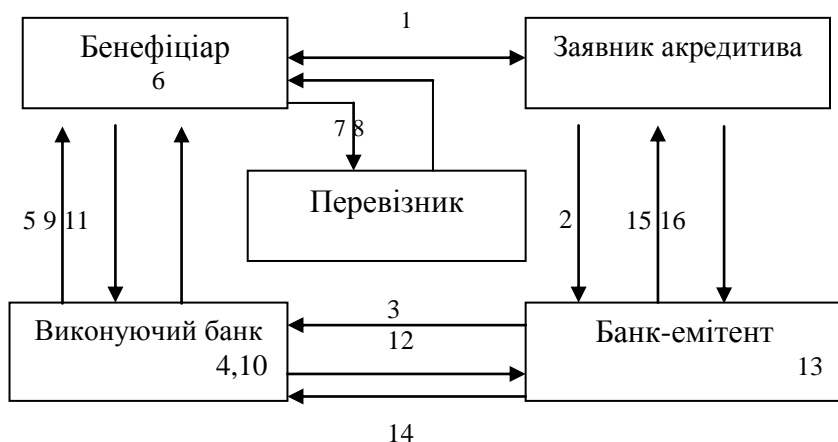 1
Бенефіціар
6
Заявник акредитива
7 8
Перевізник
5 9 11
2
15 16
3
Виконуючий банк
4,10
12
Банк-емітент
13
14